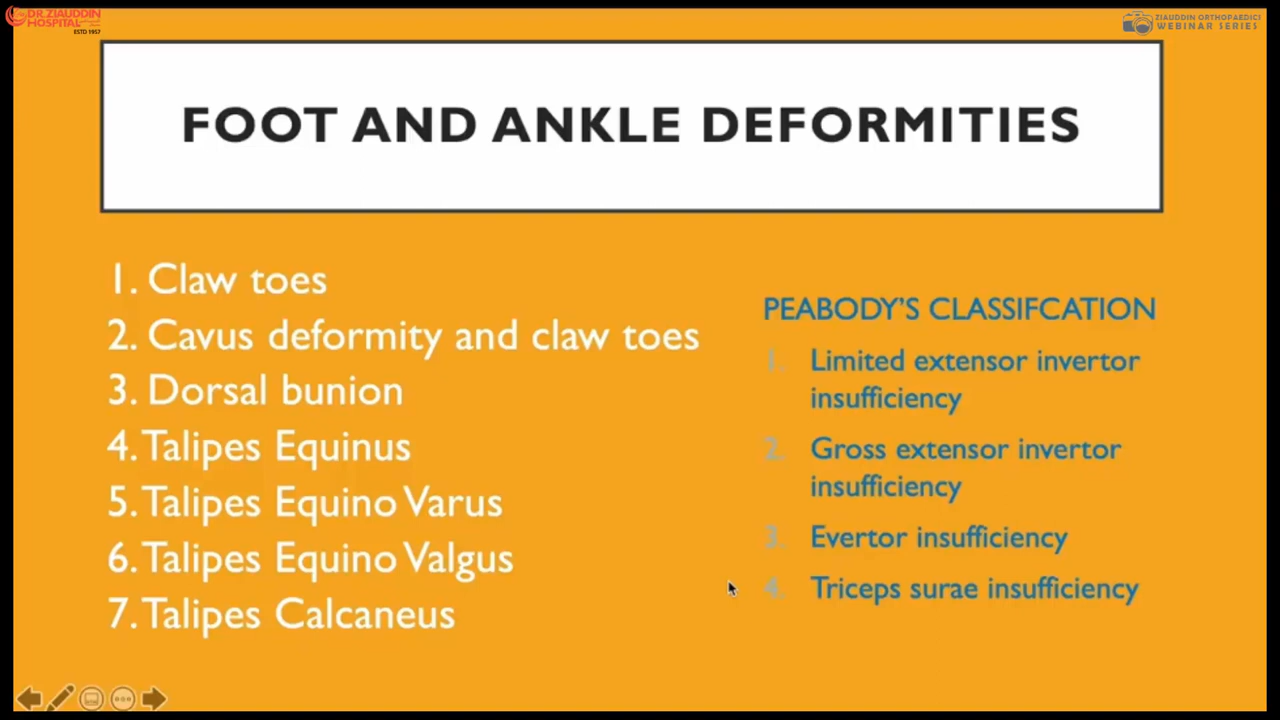 DR.ZIAUDDIN
HOSPITAL
ESTD 1957
ZIAUDDIN ORTHOPAEDICS
WEBINAR SERIES
FOOT AND ANKLE DEFORMITIES
1. Claw toes
2. Cavus deformity and claw toes
3. Dorsal bunion
4. Talipes Equinus
5. Talipes Equino Varus
6. Talipes Equino Valgus
7. Talipes Calcaneus
PEABODY'S CLASSIFCATION
1. Limited extensor invertor
insufficiency
2. Gross extensor invertor
insufficiency
3. Evertor insufficiency
4. Triceps surae insufficiency